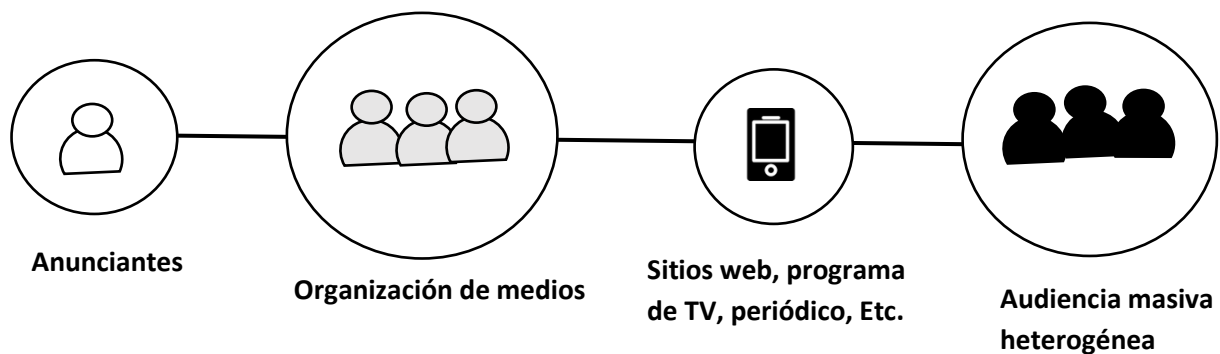 Anunciantes
Organización de medios
Sitios web, programa
de TV, periódico, Etc.
Audiencia masiva
heterogénea